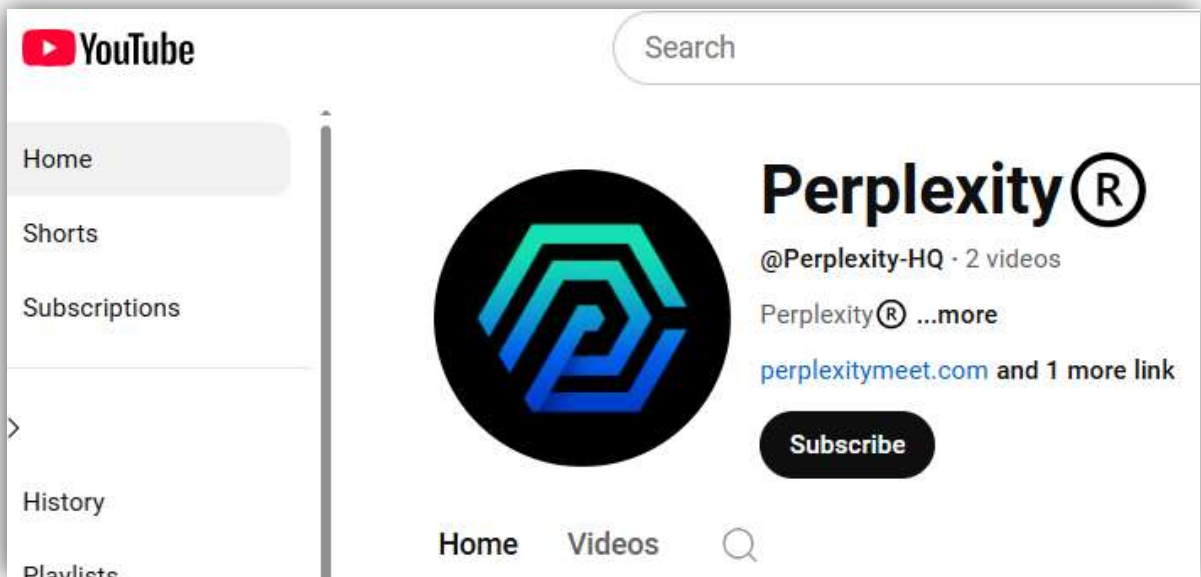 YouTube
Search
Home
Shorts
Subscriptions
History
Playlists
Perplexity®
@Perplexity-HQ · 2 videos
Perplexity® ...more
perplexitymeet.com and 1 more link
Subscribe
Home Videos